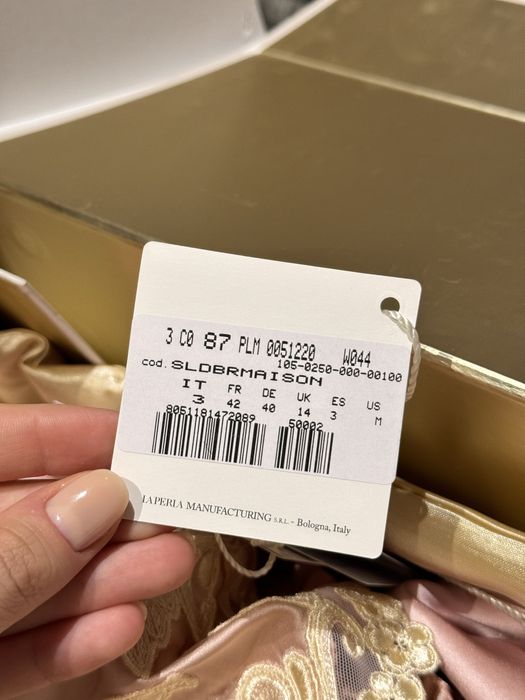 3 C0 87 PLM 0051220 W044
105-0250-000-00100
cod. SLDBRMAISON
IT FR DE UK ES US
3 42 40 14 3 M
8051181472089 50002
LA PERLA MANUFACTURING S.R.L. - Bologna, Italy